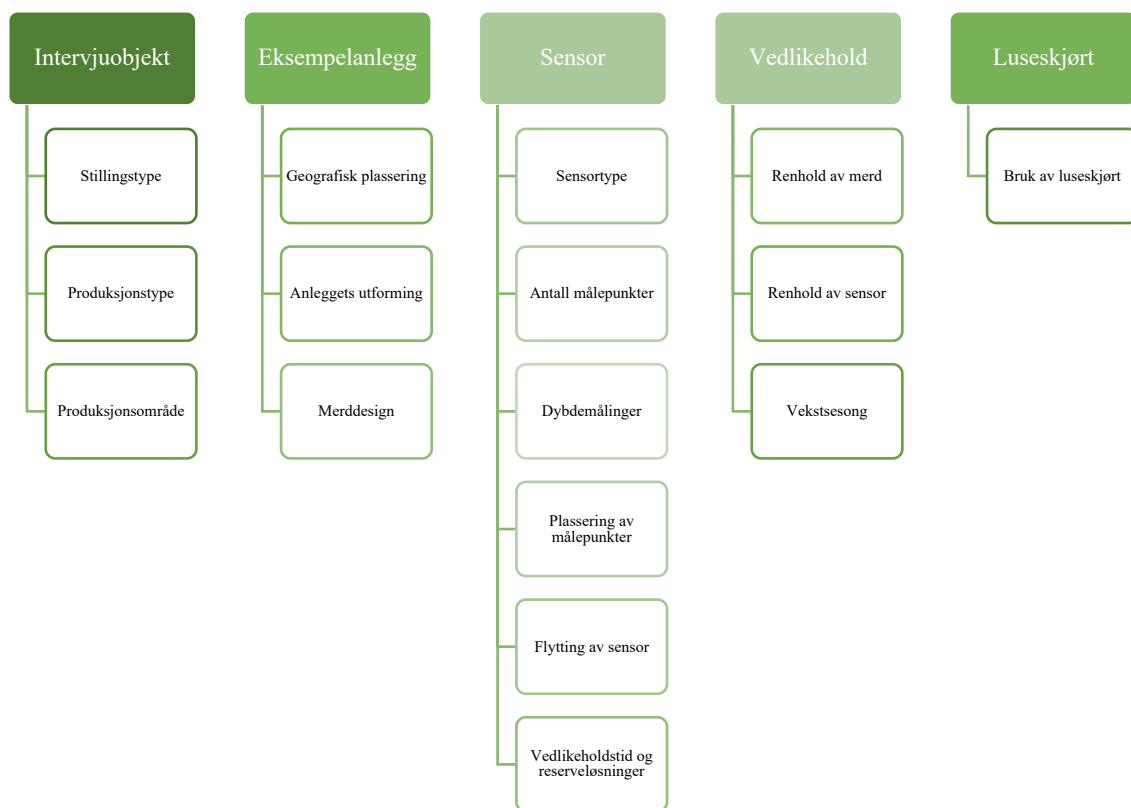 Intervjuobjekt
Stillingstype
Produksjonstype
Produksjonsområde
Eksempelanlegg
Geografisk plassering
Anleggets utforming
Merddesign
Sensor
Sensortype
Antall målepunkter
Dybdemålinger
Plassering av
målepunkter
Flytting av sensor
Vedlikeholdstid og
reserveløsninger
Vedlikehold
Renhold av merd
Renhold av sensor
Vekstsesong
Luseskjørt
Bruk av luseskjørt